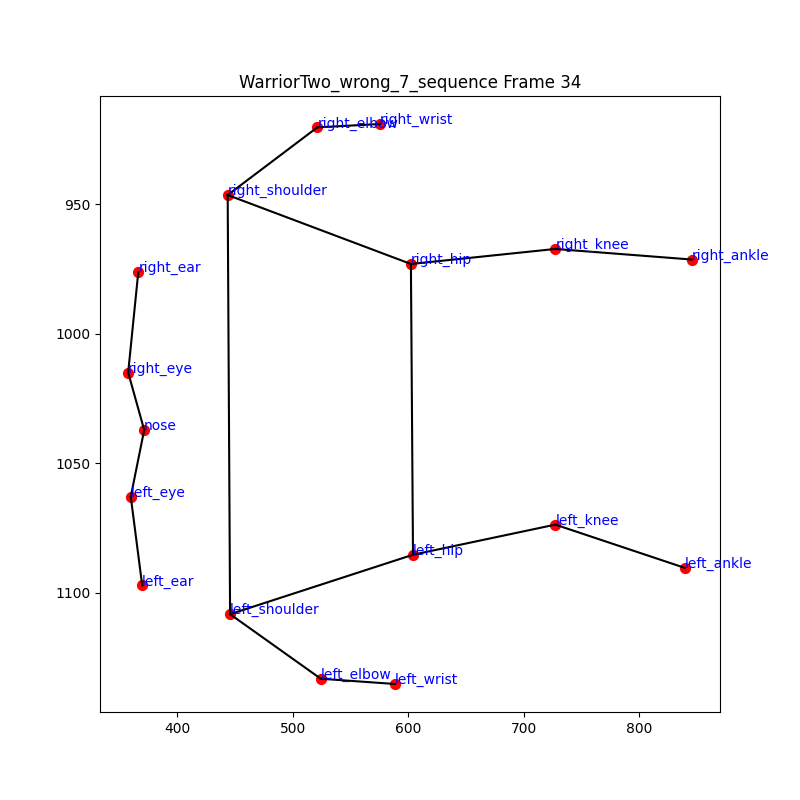 WarriorTwo_wrong_7_sequence Frame 34
right_elbow
right_wrist
right_shoulder
950
right_knee
right_ankle
right_hip
right_ear
1000
right_eye
nose
1050
left_eye
left_knee
left_hip
left_ankle
left_ear
1100
left_shoulder
left_elbow
left_wrist
400 500 600 700 800